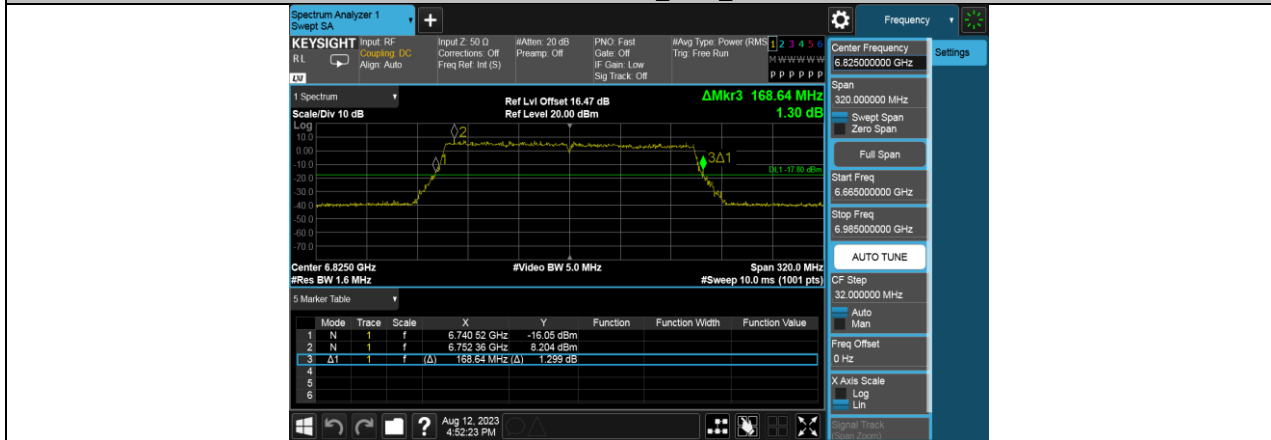 Spectrum Analyzer 1
Swept SA
+
Frequency
KEYSIGHT Input: RF Input Z: 50 Ω #Atten: 20 dB PNO: Fast #Avg Type: Power (RMS 1 2 3 4 5 6
RL Coupling: DC Corrections: Off Preamp: Off Gate: Off Trig: Free Run
Align: Auto Freq Ref: Int (S) IF Gain: Low M W W W W W
Sig Track: Off P P P P P P
LXI
1 Spectrum
Ref Lvl Offset 16.47 dB
ΔMkr3 168.64 MHz
Scale/Div 10 dB Ref Level 20.00 dBm 1.30 dB
Log
10.0
0.00
-10.0
-20.0
-30.0
-40.0
-50.0
-60.0
-70.0
2
1
3Δ1
DL1 -17.80 dBm
Center 6.8250 GHz #Video BW 5.0 MHz Span 320.0 MHz
#Res BW 1.6 MHz #Sweep 10.0 ms (1001 pts)
5 Marker Table
Mode Trace Scale X Y Function Function Width Function Value
1 N 1 f 6.740 52 GHz -16.05 dBm
2 N 1 f 6.752 36 GHz 8.204 dBm
3 Δ1 1 f (Δ) 168.64 MHz (Δ) 1.299 dB
4
5
6
?
Aug 12, 2023
4:52:23 PM
Center Frequency
6.825000000 GHz
Settings
Span
320.000000 MHz
Swept Span
Zero Span
Full Span
Start Freq
6.665000000 GHz
Stop Freq
6.985000000 GHz
AUTO TUNE
CF Step
32.000000 MHz
Auto
Man
Freq Offset
0 Hz
X Axis Scale
Log
Lin
Signal Track
(Span Zoom)